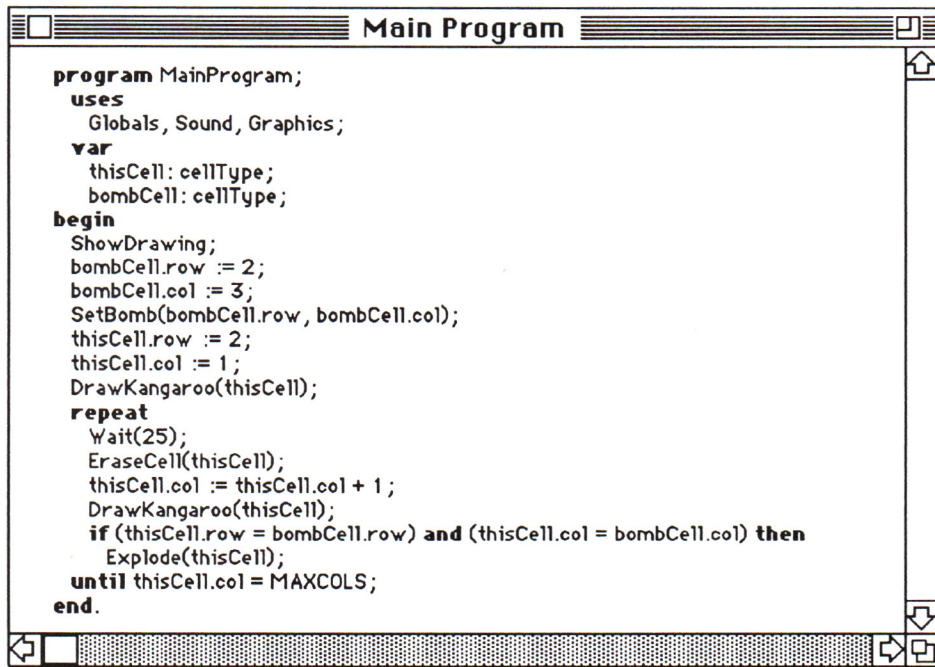 Main Program
program MainProgram;
uses
Globals, Sound, Graphics;
var
thisCell: cellType;
bombCell: cellType;
begin
ShowDrawing;
bombCell.row := 2;
bombCell.col := 3;
SetBomb(bombCell.row, bombCell.col);
thisCell.row := 2;
thisCell.col := 1;
DrawKangaroo(thisCell);
repeat
Wait(25);
EraseCell(thisCell);
thisCell.col := thisCell.col + 1;
DrawKangaroo(thisCell);
if (thisCell.row = bombCell.row) and (thisCell.col = bombCell.col) then
Explode(thisCell);
until thisCell.col = MAXCOLS;
end.